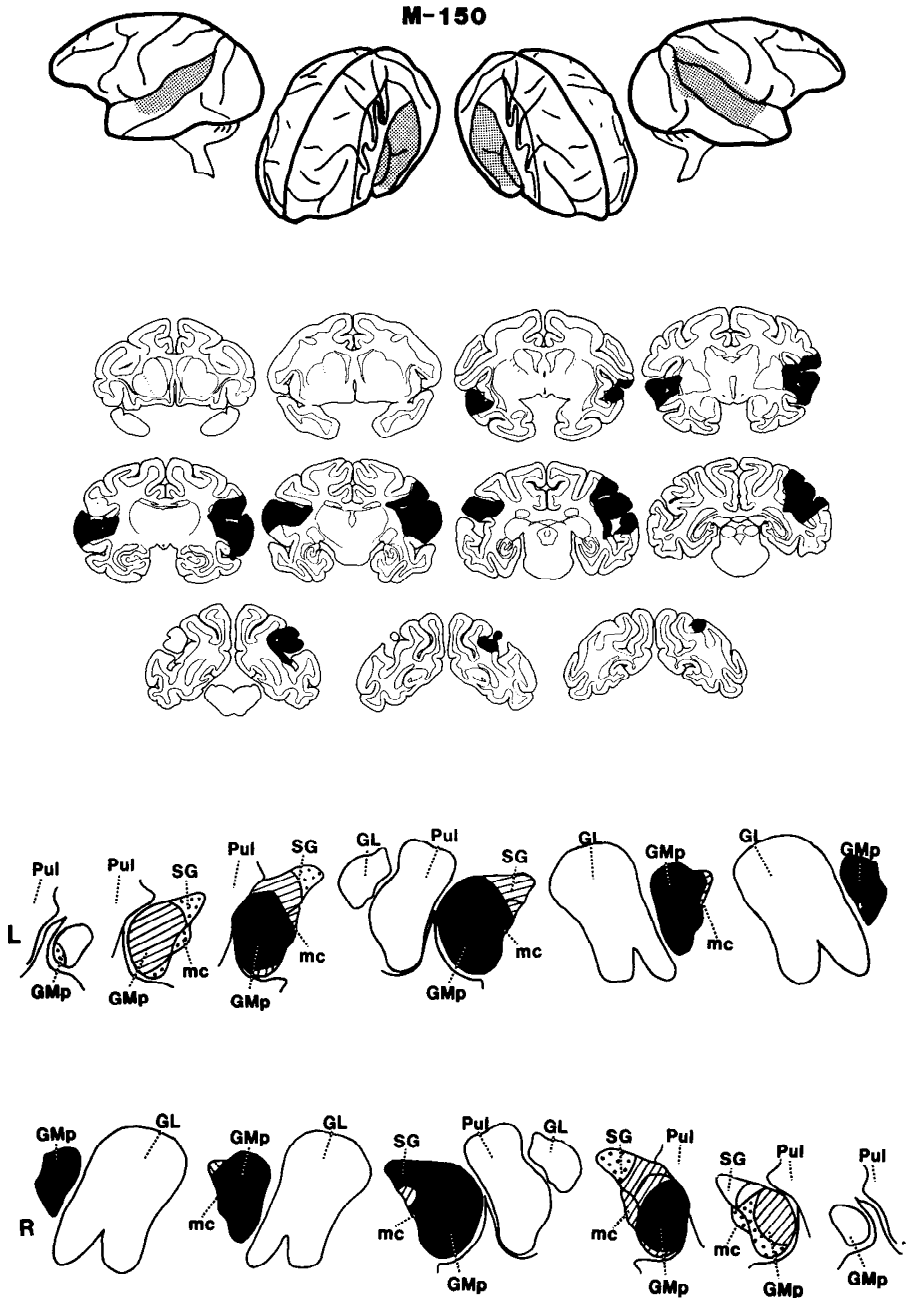 M-150
GL Pul GL GMp GL GMp
Pul Pul SG Pul SG SG
L
GMp GMp mc GMp mc GMp mc mc
GMp GL GMp GL SG Pul GL SG Pul SG Pul Pul
R
mc mc GMp mc GMp mc GMp GMp